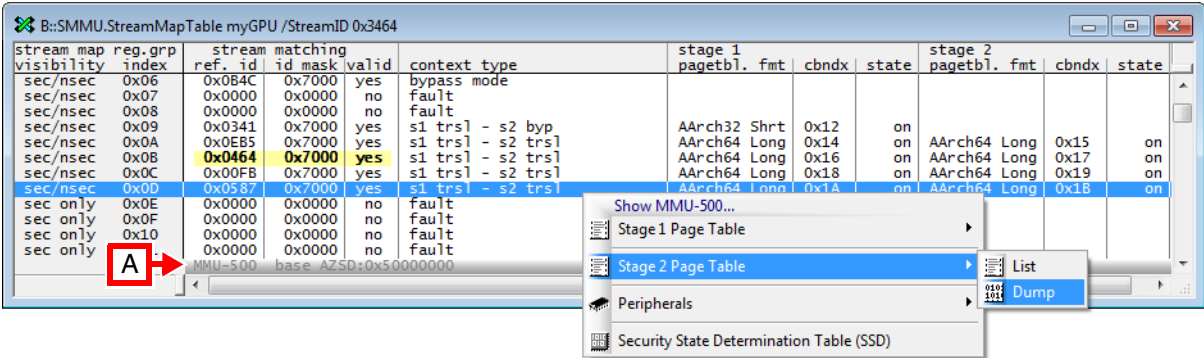 B::SMMU.StreamMapTable myGPU /StreamID 0x3464
stream map reg.grp stream matching stage 1 stage 2
visibility index ref. id id mask valid context type pagetbl. fmt cbndx state pagetbl. fmt cbndx state
sec/nsec 0x06 0x0B4C 0x7000 yes bypass mode
sec/nsec 0x07 0x0000 0x0000 no fault
sec/nsec 0x08 0x0000 0x0000 no fault
sec/nsec 0x09 0x0341 0x7000 yes s1 trsl - s2 byp AArch32 Shrt 0x12 on
sec/nsec 0x0A 0x0EB5 0x7000 yes s1 trsl - s2 trsl AArch64 Long 0x14 on AArch64 Long 0x15 on
sec/nsec 0x0B 0x0464 0x7000 yes s1 trsl - s2 trsl AArch64 Long 0x16 on AArch64 Long 0x17 on
sec/nsec 0x0C 0x00FB 0x7000 yes s1 trsl - s2 trsl AArch64 Long 0x18 on AArch64 Long 0x19 on
sec/nsec 0x0D 0x0587 0x7000 yes s1 trsl - s2 trsl AArch64 Long 0x1A on AArch64 Long 0x1B on
sec only 0x0E 0x0000 0x0000 no fault
sec only 0x0F 0x0000 0x0000 no fault
sec only 0x10 0x0000 0x0000 no fault
sec only 0x0000 0x0000 no fault
A
MMU-500 base AZSD:0x50000000
Show MMU-500...
Stage 1 Page Table
Stage 2 Page Table
List
Dump
Peripherals
Security State Determination Table (SSD)